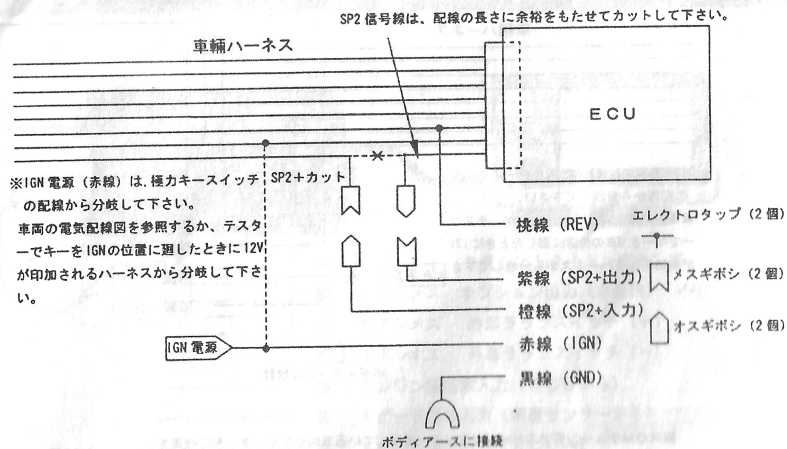 SP2 信号線は、配線の長さに余裕をもたせてカットして下さい。
車輛ハーネス
ECU
※IGN 電源 (赤線) は、極力キースイッチ
の配線から分岐して下さい。
車両の電気配線図を参照するか、テスタ
ーでキーをIGNの位置に廻したときに12V
が印加されるハーネスから分岐して下さ
い。
SP2+カット
桃線 (REV)
紫線 (SP2+出力)
橙線 (SP2+入力)
赤線 (IGN)
黒線 (GND)
エレクトロタップ (2個)
メスギボシ (2個)
オスギボシ (2個)
IGN 電源
ボディアースに接続